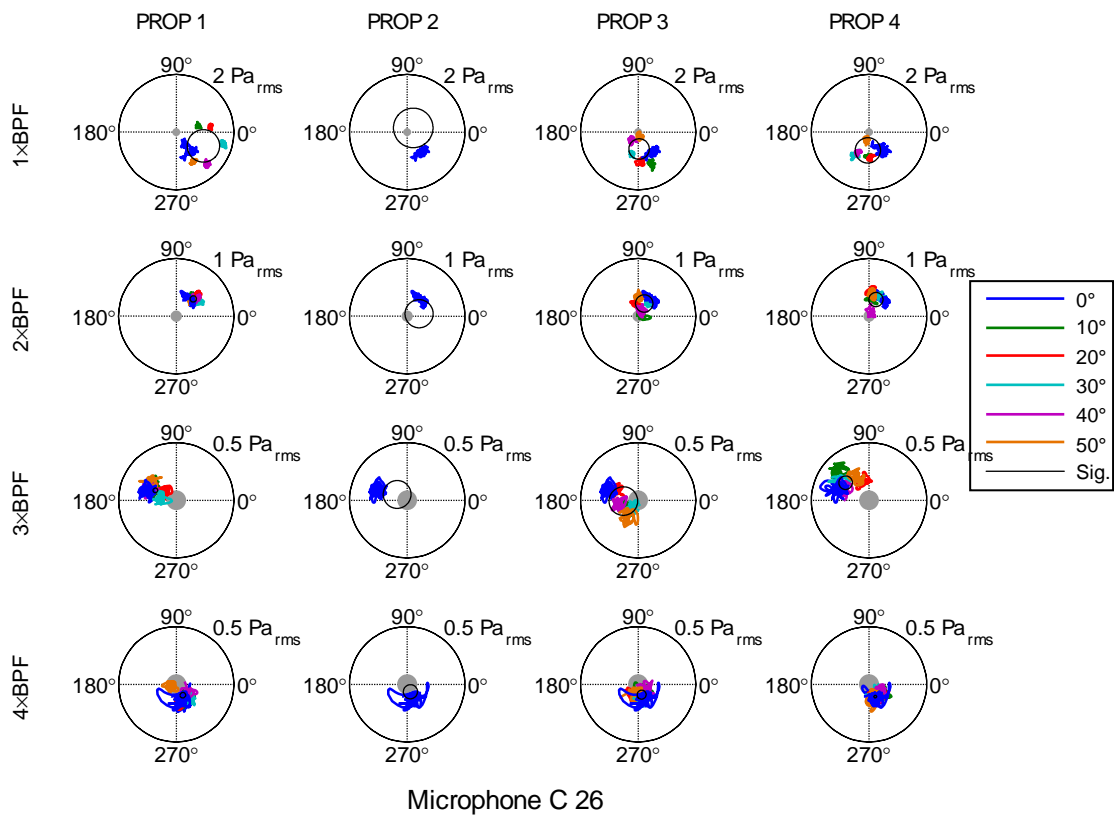 PROP 1 PROP 2 PROP 3 PROP 4
1×BPF
90° 2 Pa rms 90° 2 Pa rms 90° 2 Pa rms 90° 2 Pa rms
180° 0° 180° 0° 180° 0° 180° 0°
270° 270° 270° 270°
2×BPF
90° 1 Pa rms 90° 1 Pa rms 90° 1 Pa rms 90° 1 Pa rms
180° 0° 180° 0° 180° 0° 180° 0°
270° 270° 270° 270°
3×BPF
90° 0.5 Pa rms 90° 0.5 Pa rms 90° 0.5 Pa rms 90° 0.5 Pa rms
180° 0° 180° 0° 180° 0° 180° 0°
270° 270° 270° 270°
4×BPF
90° 0.5 Pa rms 90° 0.5 Pa rms 90° 0.5 Pa rms 90° 0.5 Pa rms
180° 0° 180° 0° 180° 0° 180° 0°
270° 270° 270° 270°
0°
10°
20°
30°
40°
50°
Sig.
Microphone C 26